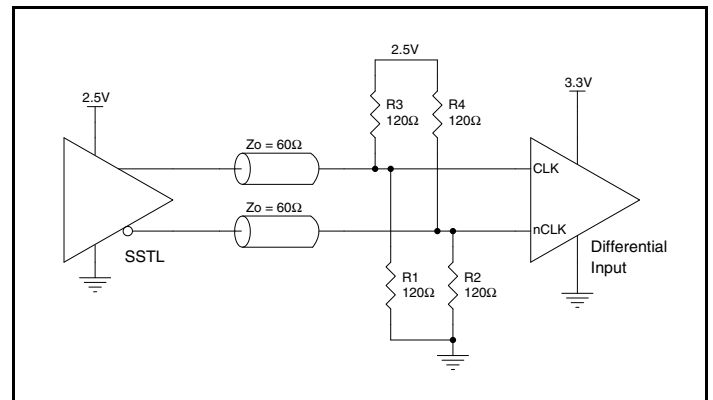 2.5V
2.5V
3.3V
R3
120Ω
R4
120Ω
Zo = 60Ω
CLK
Zo = 60Ω
nCLK
SSTL
Differential
Input
R1
120Ω
R2
120Ω